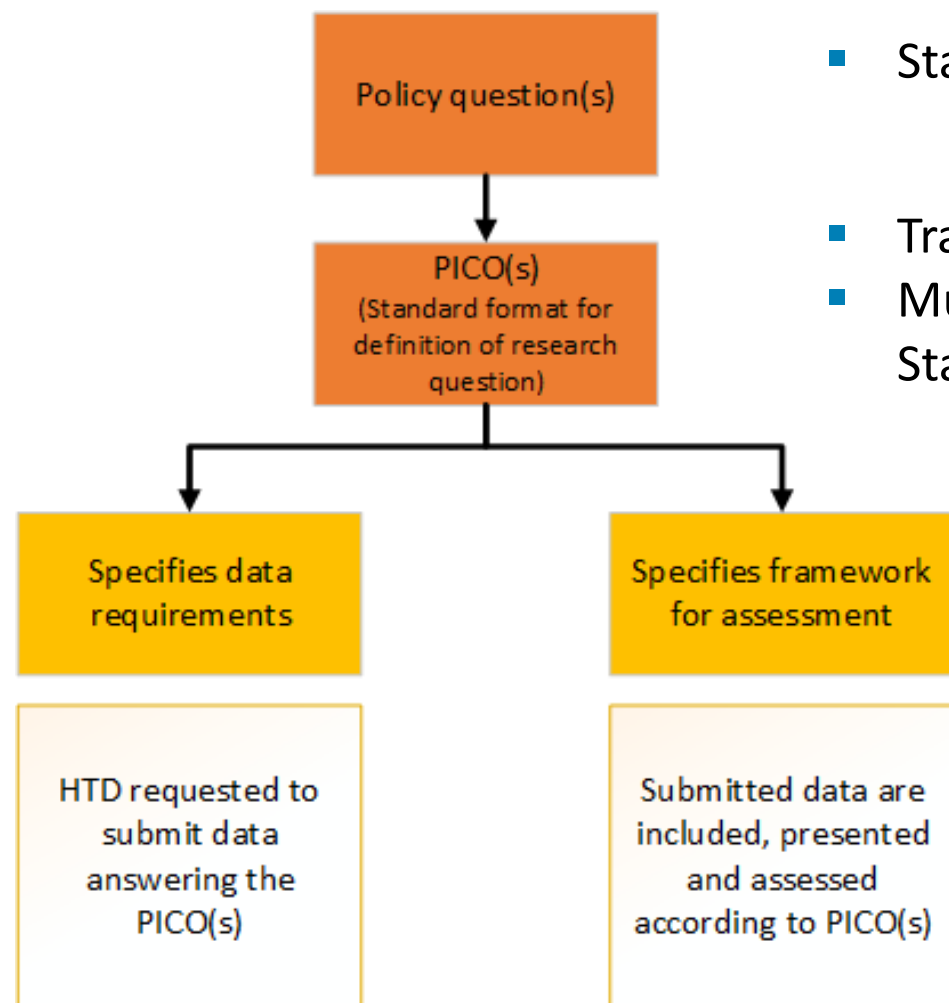 Policy question(s)
PICO(s)
(Standard format for
definition of research
question)
Specifies data
requirements
Specifies framework
for assessment
HTD requested to
submit data
answering the
PICO(s)
Submitted data are
included, presented
and assessed
according to PICO(s)